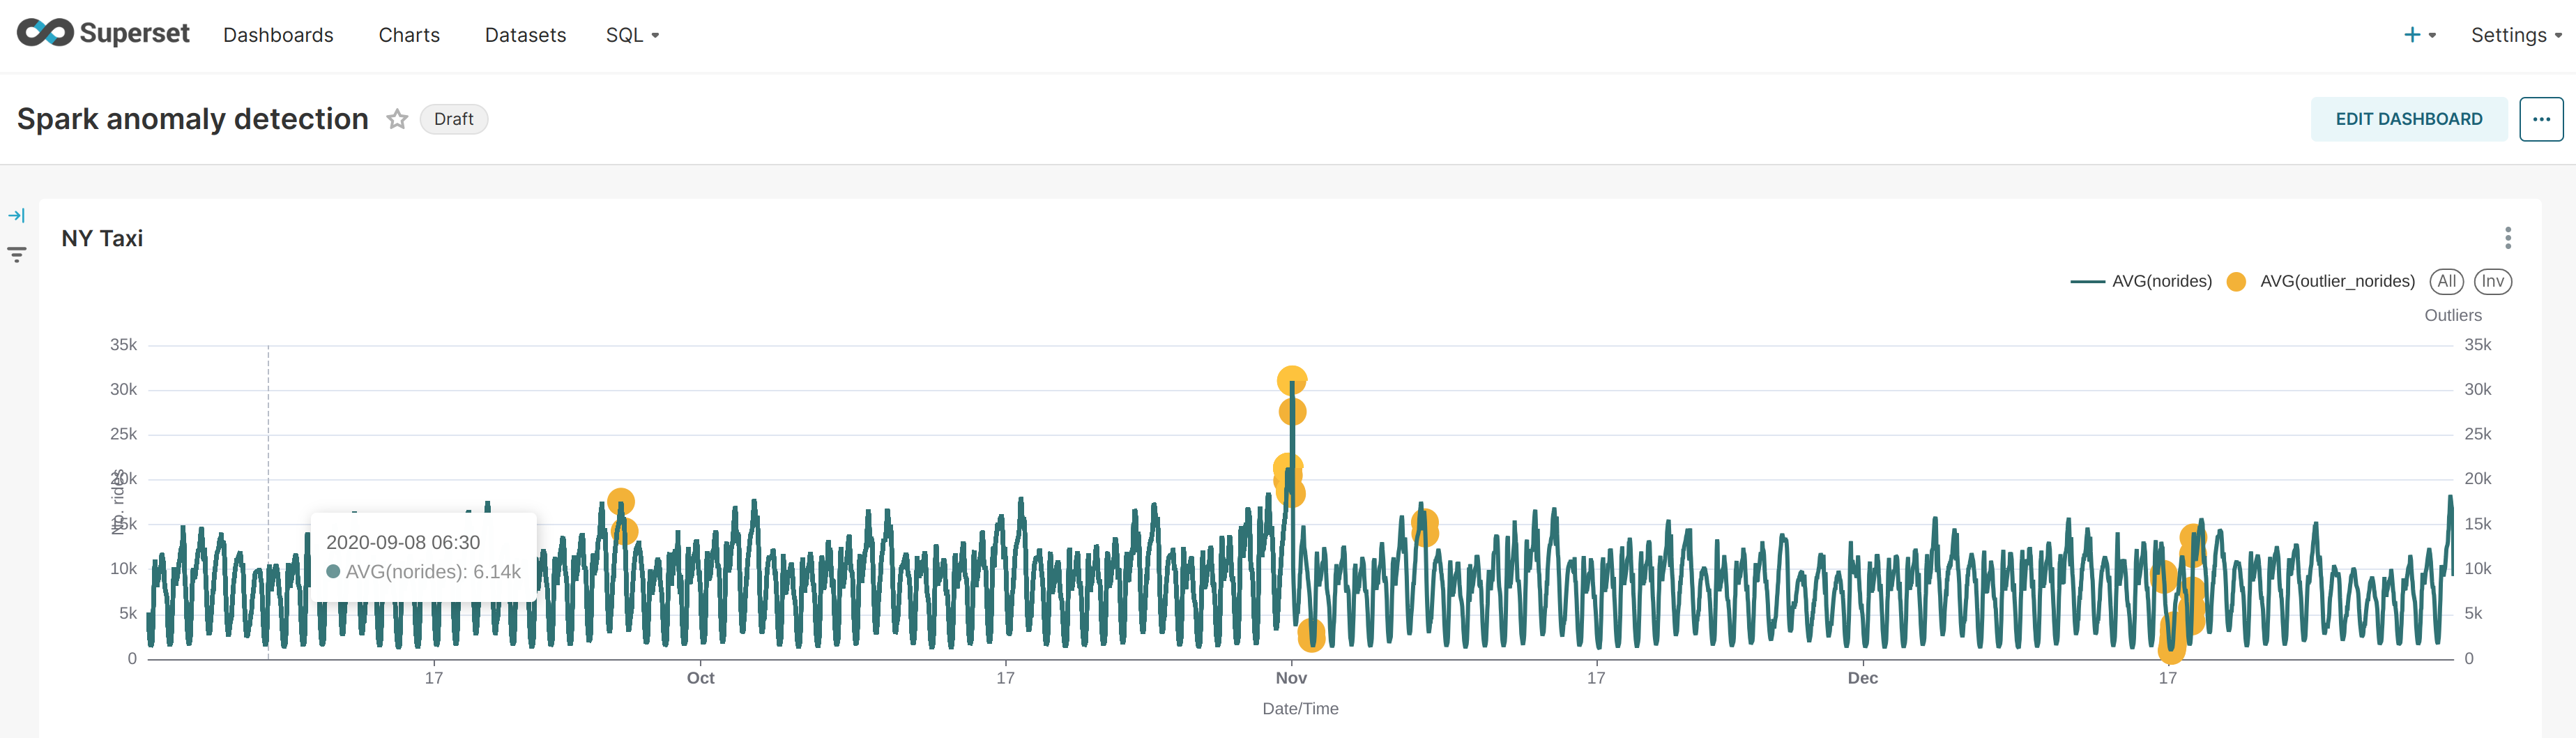 Superset Dashboards Charts Datasets SQL + Settings
Spark anomaly detection Draft EDIT DASHBOARD ...
NY Taxi
AVG(norides) AVG(outlier_norides) All Inv
Outliers
35k 35k
30k 30k
25k 25k
20k 20k
No. rides
15k 15k
2020-09-08 06:30
10k 10k
AVG(norides): 6.14k
5k 5k
0 0
17 Oct 17 Nov 17 Dec 17
Date/Time